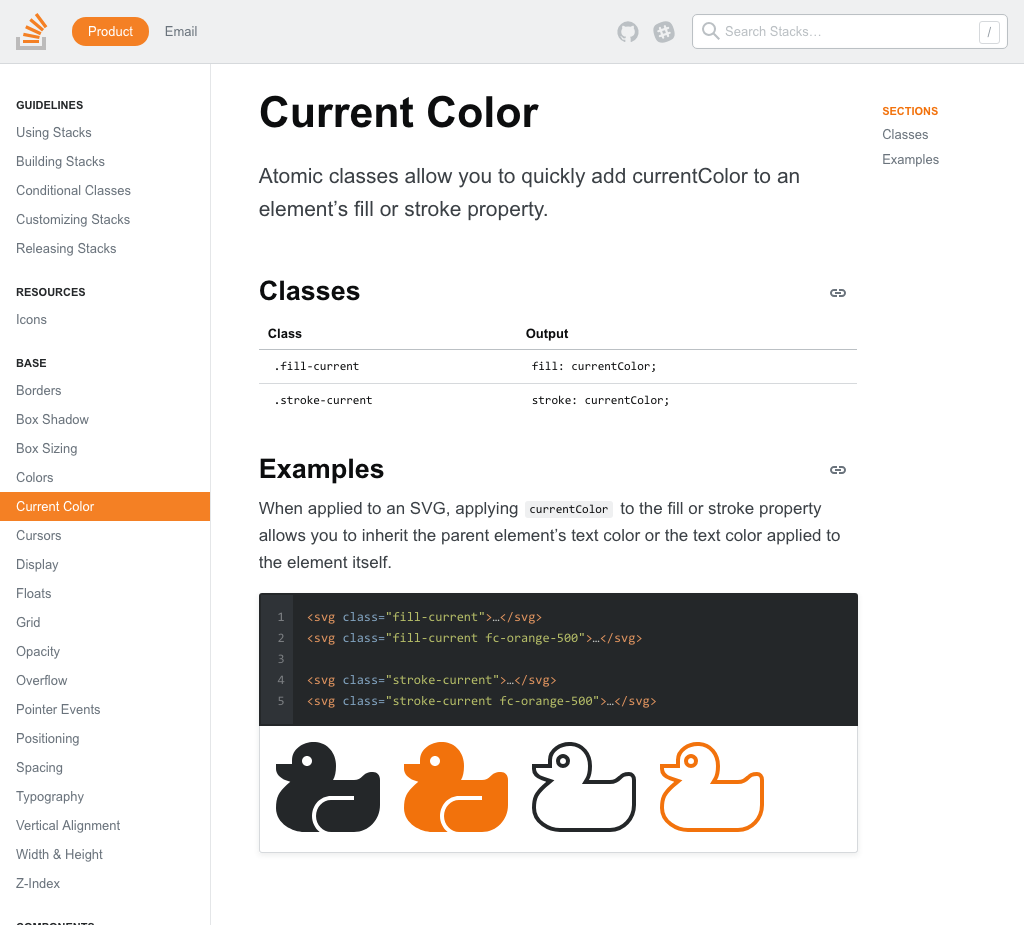 Product
Email
Search Stacks…
/
GUIDELINES
Using Stacks
Building Stacks
Conditional Classes
Customizing Stacks
Releasing Stacks
RESOURCES
Icons
BASE
Borders
Box Shadow
Box Sizing
Colors
Current Color
Cursors
Display
Floats
Grid
Opacity
Overflow
Pointer Events
Positioning
Spacing
Typography
Vertical Alignment
Width & Height
Z-Index
COMPONENTS
Current Color
Atomic classes allow you to quickly add currentColor to an
element’s fill or stroke property.
Classes
Class Output
.fill-current fill: currentColor;
.stroke-current stroke: currentColor;
Examples
When applied to an SVG, applying currentColor to the fill or stroke property
allows you to inherit the parent element’s text color or the text color applied to
the element itself.
1 <svg class="fill-current">…</svg>
2 <svg class="fill-current fc-orange-500">…</svg>
3
4 <svg class="stroke-current">…</svg>
5 <svg class="stroke-current fc-orange-500">…</svg>
SECTIONS
Classes
Examples